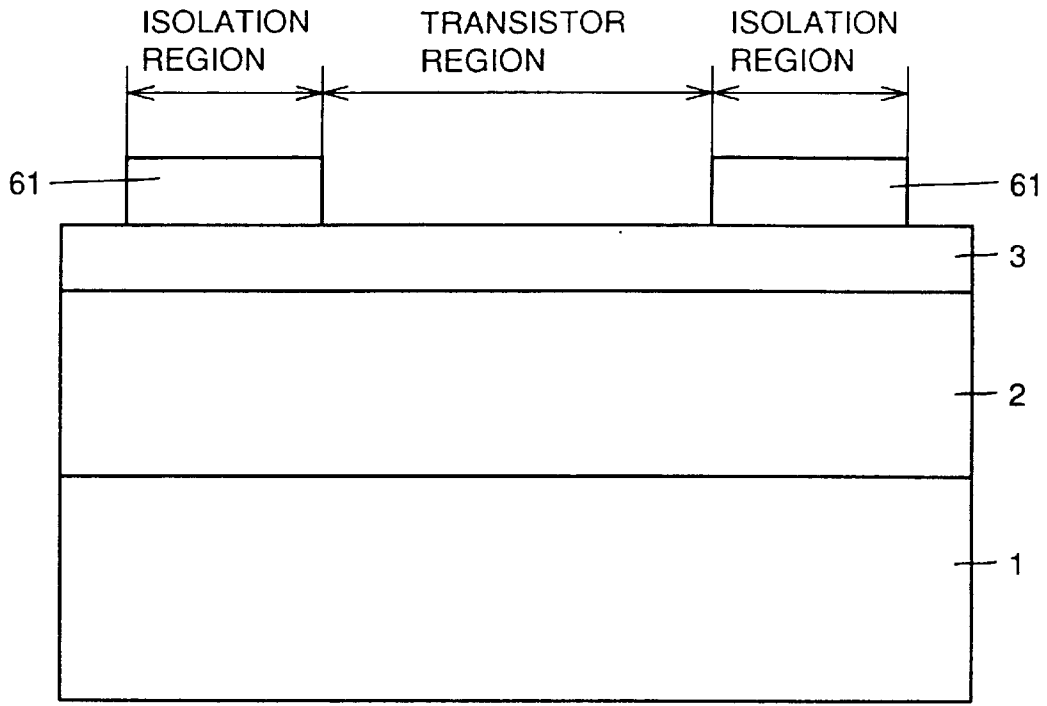 ISOLATION
REGION
TRANSISTOR
REGION
ISOLATION
REGION
61
61
3
2
1